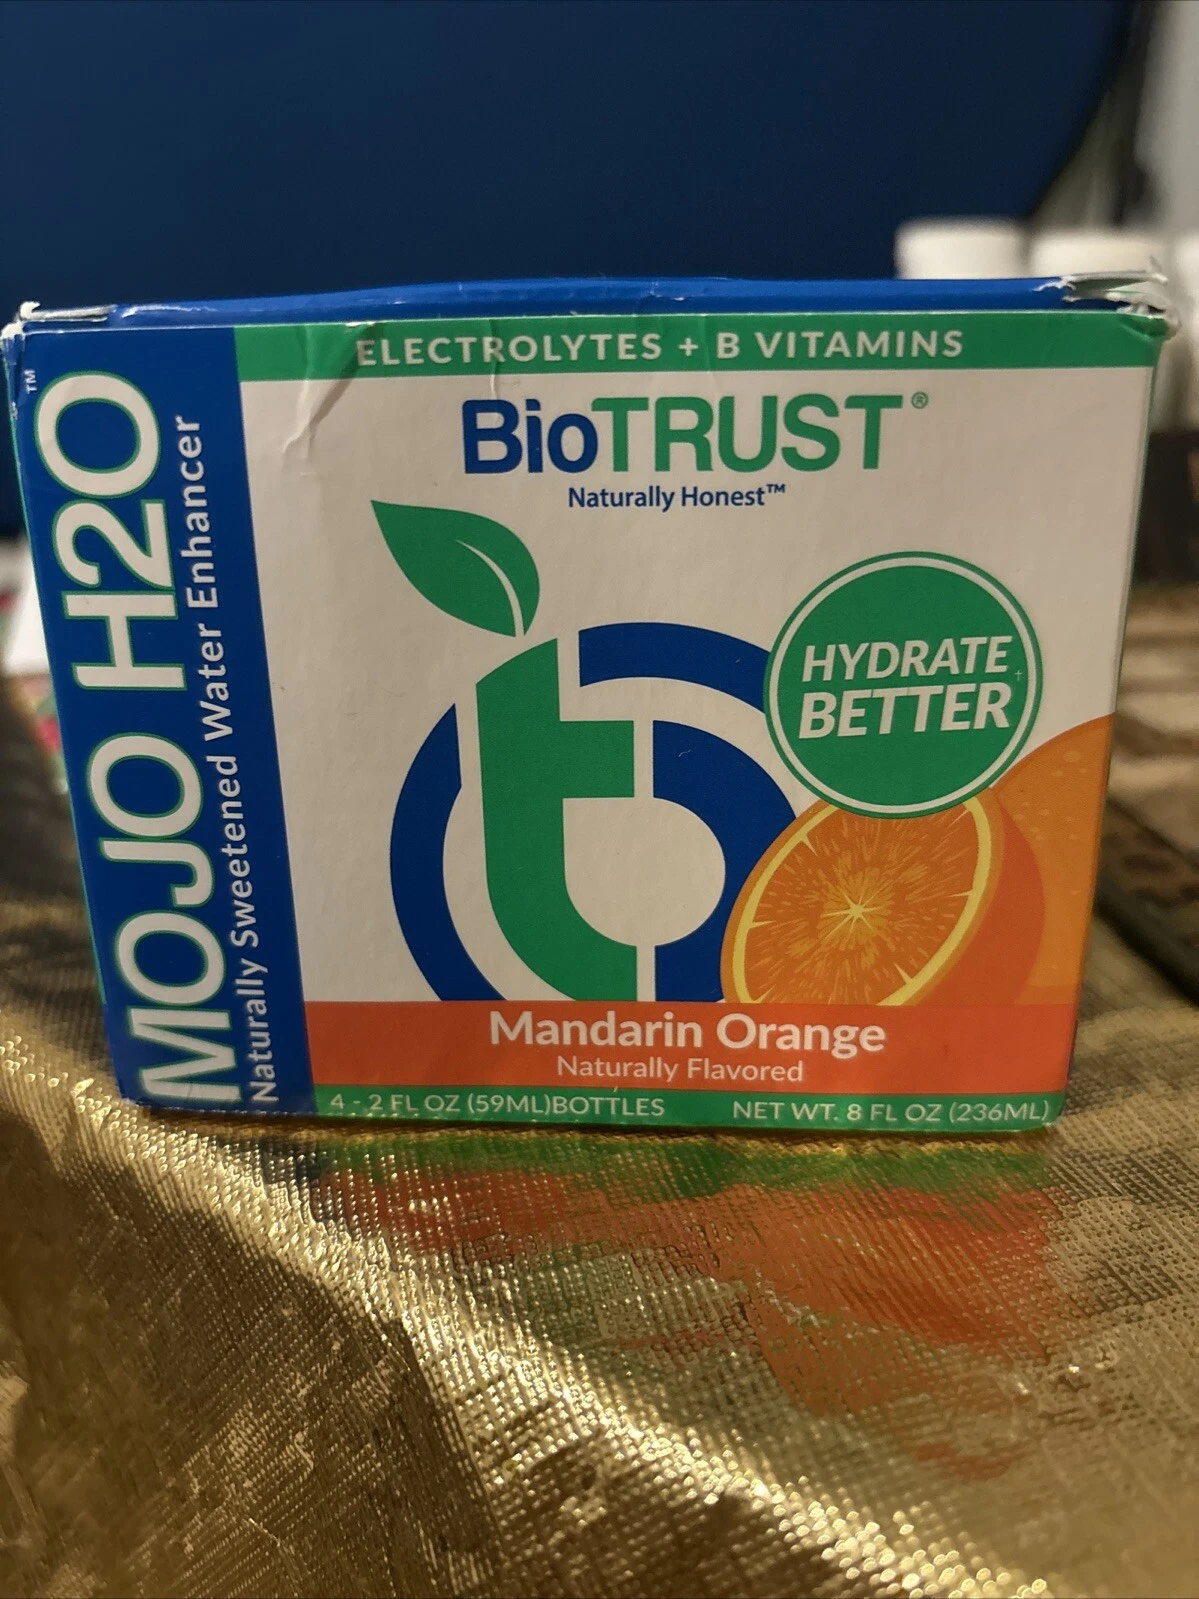 MOJO H2O™
Naturally Sweetened Water Enhancer
ELECTROLYTES + B VITAMINS
BioTRUST®
Naturally Honest™
HYDRATE
BETTER†
Mandarin Orange
Naturally Flavored
4 - 2 FL OZ (59ML)BOTTLES
NET WT. 8 FL OZ (236ML)